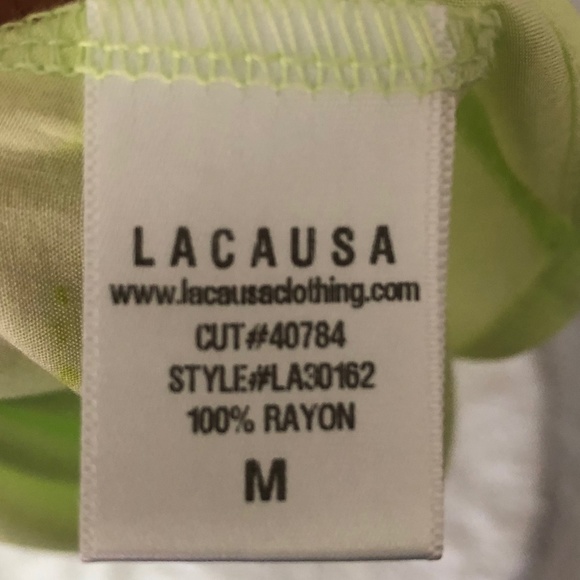 LACAUSA
www.lacausaclothing.com
CUT#40784
STYLE#LA30162
100% RAYON
M